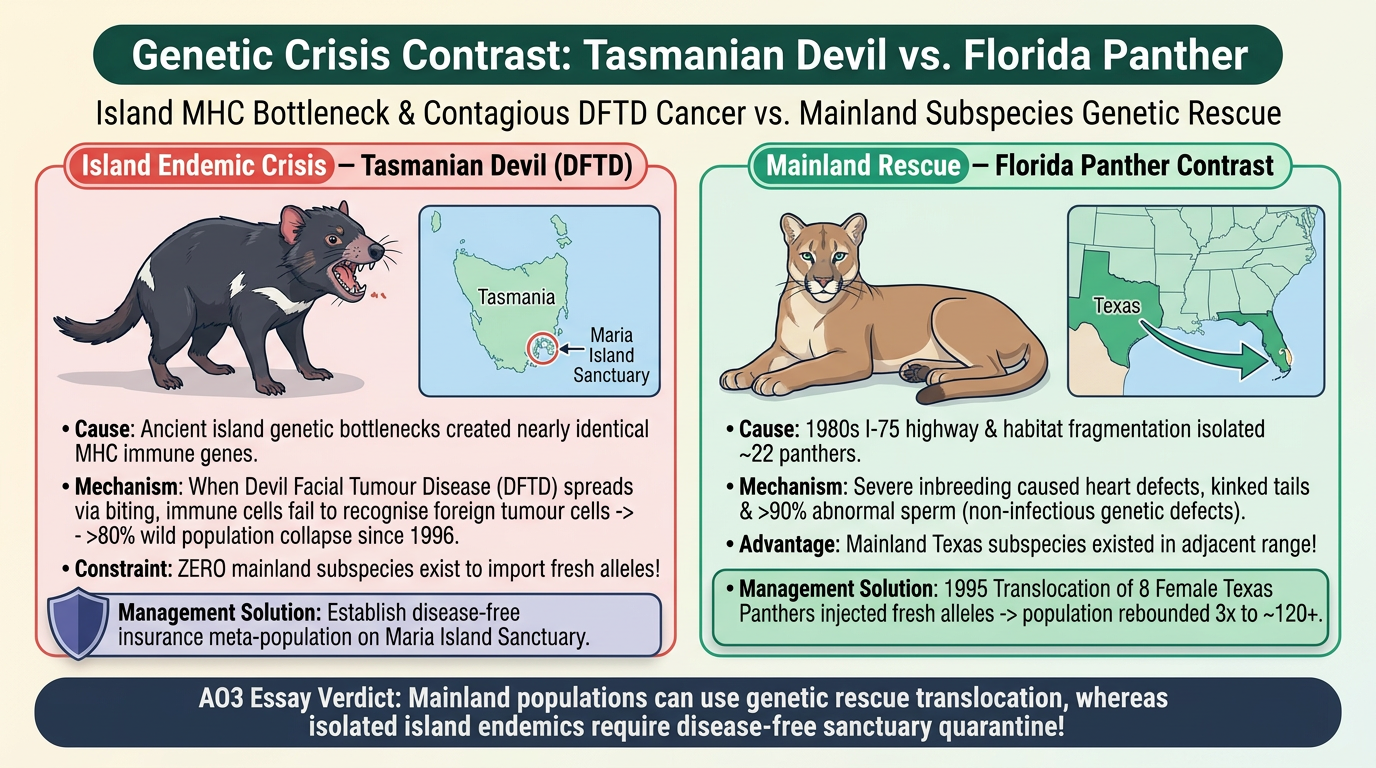 Genetic Crisis Contrast: Tasmanian Devil vs. Florida Panther
Island MHC Bottleneck & Contagious DFTD Cancer vs. Mainland Subspecies Genetic Rescue
Island Endemic Crisis – Tasmanian Devil (DFTD)
Tasmania
Maria
Island
Sanctuary
• Cause: Ancient island genetic bottlenecks created nearly identical
MHC immune genes.
• Mechanism: When Devil Facial Tumour Disease (DFTD) spreads
via biting, immune cells fail to recognise foreign tumour cells ->
- >80% wild population collapse since 1996.
• Constraint: ZERO mainland subspecies exist to import fresh alleles!
Management Solution: Establish disease-free
insurance meta-population on Maria Island Sanctuary.
Mainland Rescue – Florida Panther Contrast
Texas
• Cause: 1980s I-75 highway & habitat fragmentation isolated
~22 panthers.
• Mechanism: Severe inbreeding caused heart defects, kinked tails
& >90% abnormal sperm (non-infectious genetic defects).
• Advantage: Mainland Texas subspecies existed in adjacent range!
• Management Solution: 1995 Translocation of 8 Female Texas
Panthers injected fresh alleles -> population rebounded 3x to ~120+.
AO3 Essay Verdict: Mainland populations can use genetic rescue translocation, whereas
isolated island endemics require disease-free sanctuary quarantine!